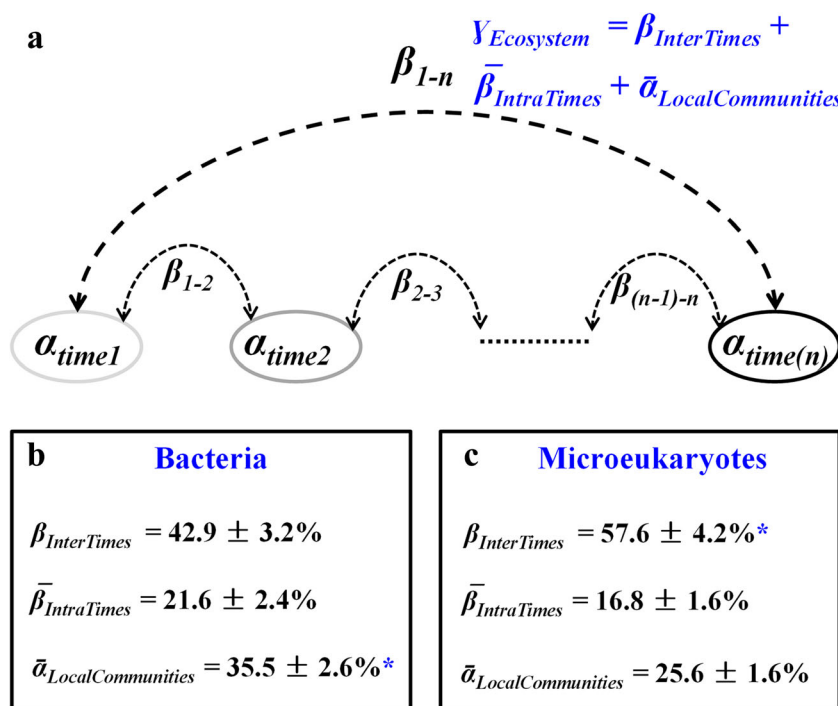 a
γ_Ecosystem = β_InterTimes +
β̄_IntraTimes + ᾱ_LocalCommunities
β_1-n
β_1-2
β_2-3
β_(n-1)-n
α_time1
α_time2
α_time(n)
b Bacteria
β_InterTimes = 42.9 ± 3.2%
β̄_IntraTimes = 21.6 ± 2.4%
ᾱ_LocalCommunities = 35.5 ± 2.6%*
c Microeukaryotes
β_InterTimes = 57.6 ± 4.2%*
β̄_IntraTimes = 16.8 ± 1.6%
ᾱ_LocalCommunities = 25.6 ± 1.6%